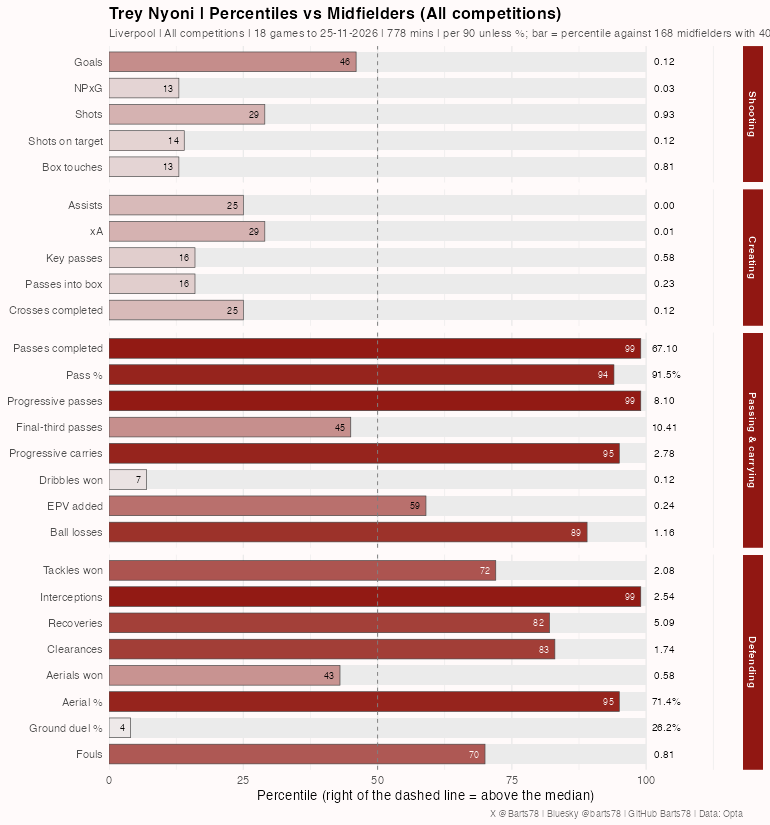 Trey Nyoni | Percentiles vs Midfielders (All competitions)
Liverpool | All competitions | 18 games to 25-11-2026 | 778 mins | per 90 unless %; bar = percentile against 168 midfielders with 40
Goals 46 0.12
NPxG 13 0.03
Shots 29 0.93
Shots on target 14 0.12
Box touches 13 0.81
Shooting
Assists 25 0.00
xA 29 0.01
Key passes 16 0.58
Passes into box 16 0.23
Crosses completed 25 0.12
Creating
Passes completed 99 67.10
Pass % 94 91.5%
Progressive passes 99 8.10
Final-third passes 45 10.41
Progressive carries 95 2.78
Dribbles won 7 0.12
EPV added 59 0.24
Ball losses 89 1.16
Passing & carrying
Tackles won 72 2.08
Interceptions 99 2.54
Recoveries 82 5.09
Clearances 83 1.74
Aerials won 43 0.58
Aerial % 95 71.4%
Ground duel % 4 26.2%
Fouls 70 0.81
Defending
0 25 50 75 100
Percentile (right of the dashed line = above the median)
X @Barts78 | Bluesky @barts78 | GitHub Barts78 | Data: Opta